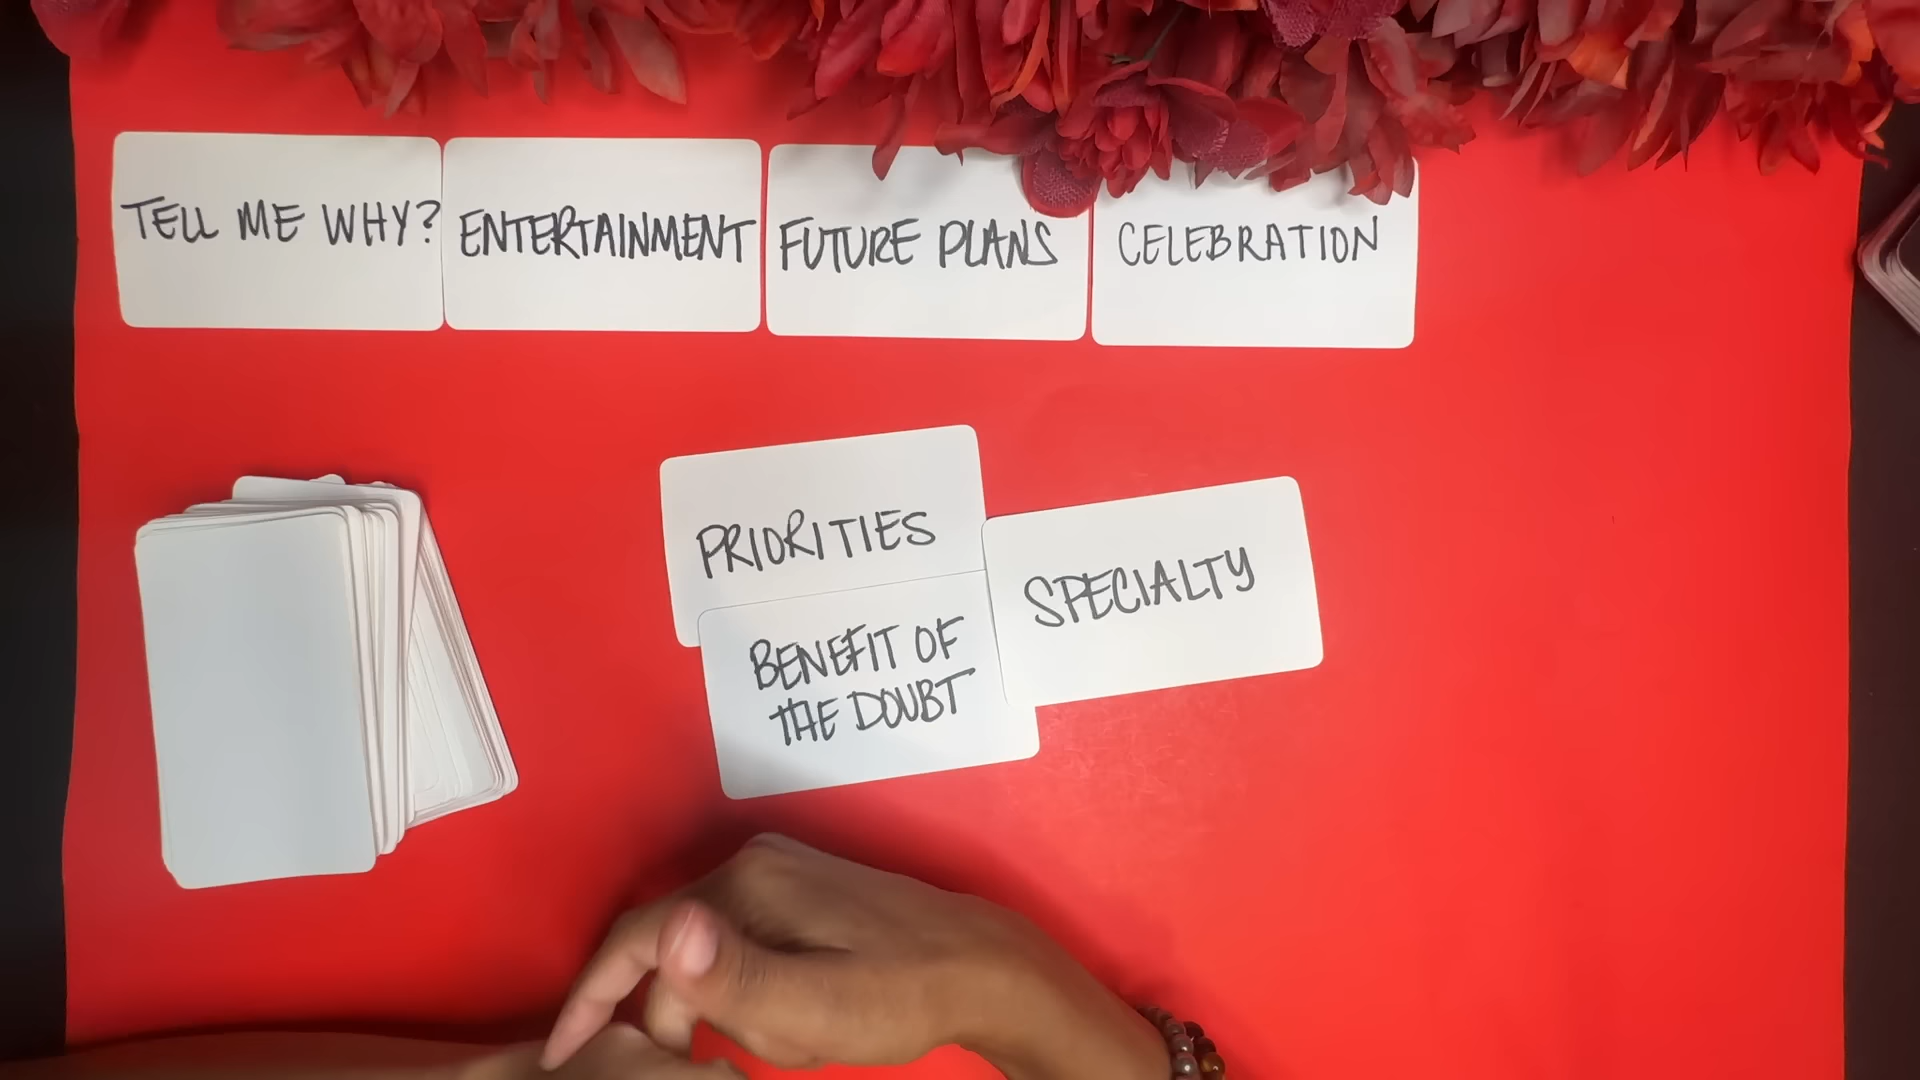 TELL ME WHY?
ENTERTAINMENT
FUTURE PLANS
CELEBRATION
PRIORITIES
BENEFIT OF
THE DOUBT
SPECIALTY